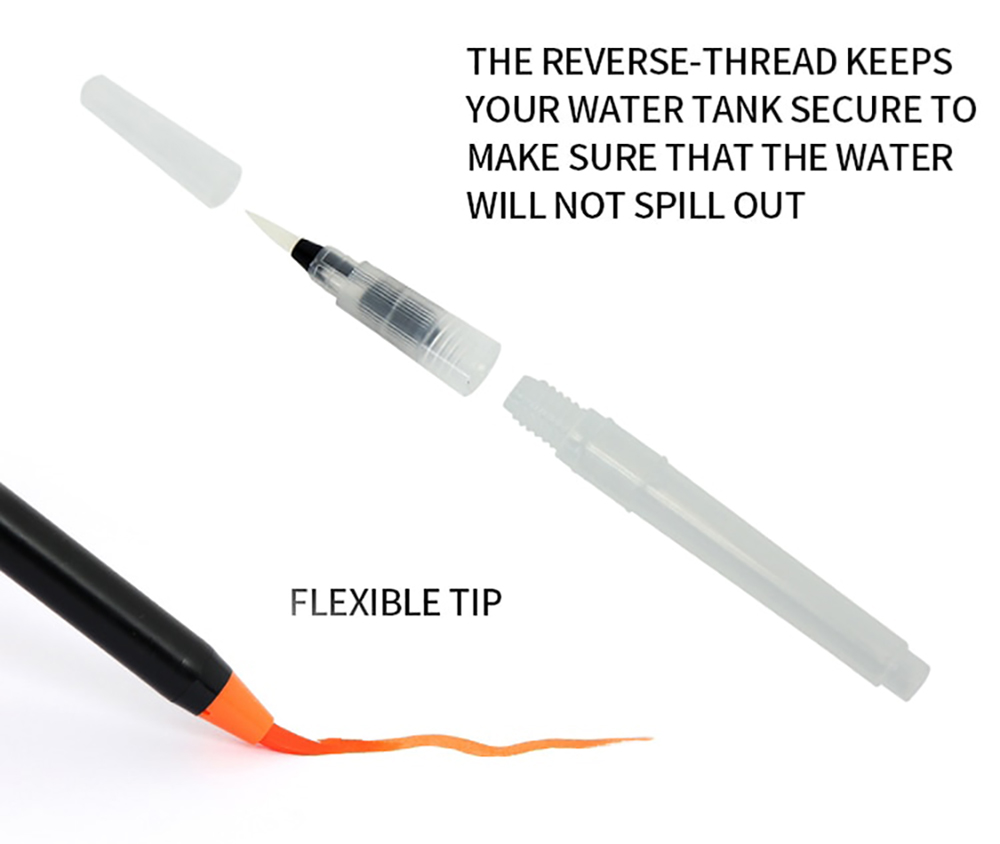 THE REVERSE-THREAD KEEPS
YOUR WATER TANK SECURE TO
MAKE SURE THAT THE WATER
WILL NOT SPILL OUT
FLEXIBLE TIP